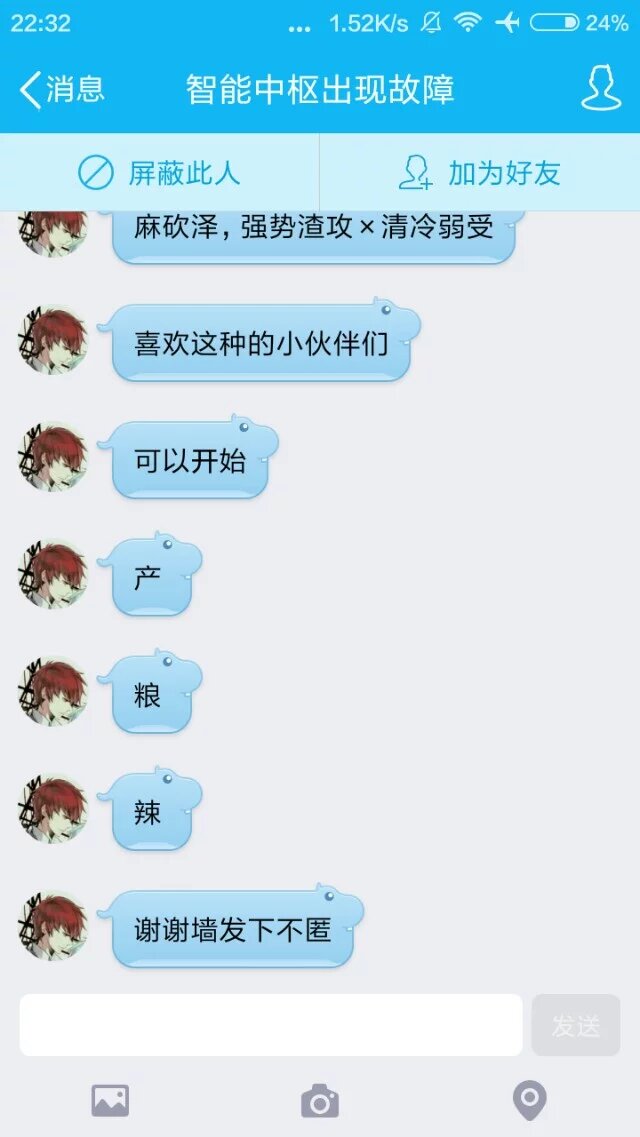 22:32 ... 1.52K/s 24%
消息 智能中枢出现故障
屏蔽此人 加为好友
麻砍泽，强势渣攻×清冷弱受
喜欢这种的小伙伴们
可以开始
产
粮
辣
谢谢墙发下不匿
发送